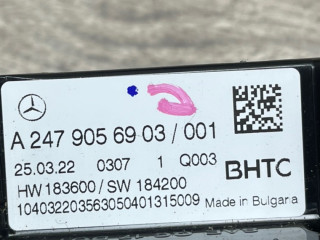 A 247 905 69 03 / 001
25.03.22 0307 1 Q003
HW 183600 / SW 184200
BHTC
104032203563050401315009
Made in Bulgaria